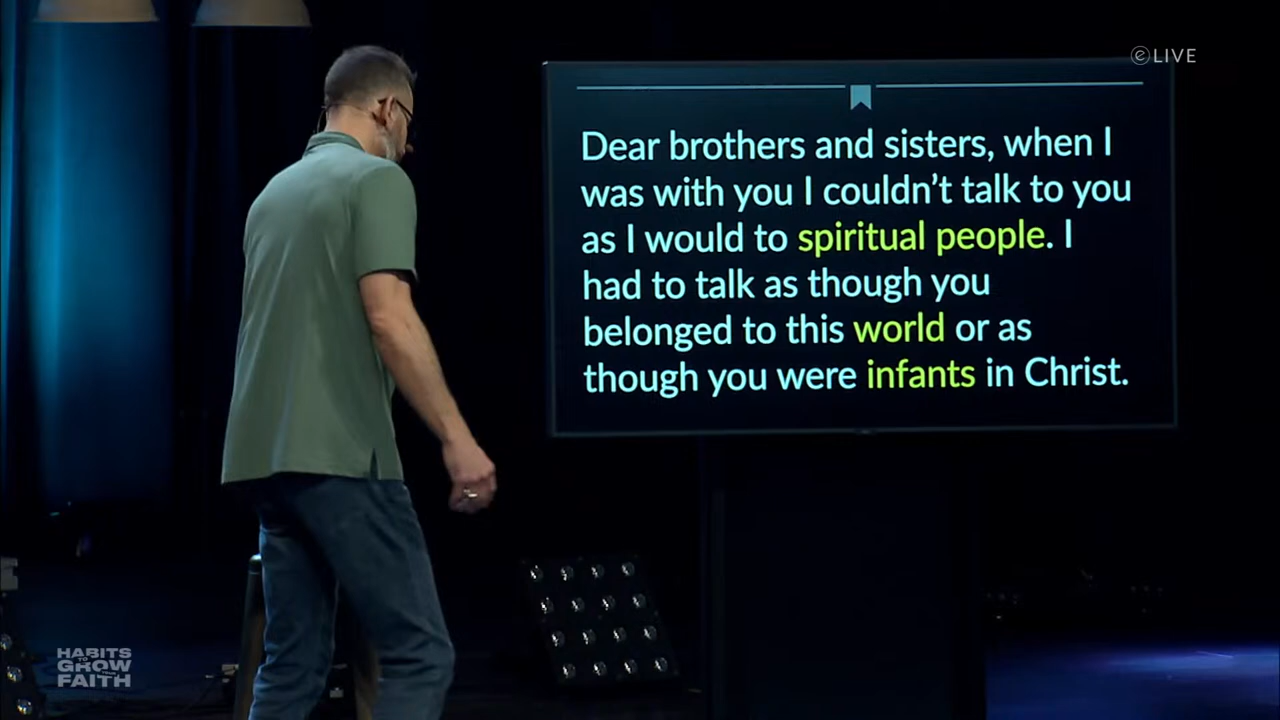 LIVE
Dear brothers and sisters, when I
was with you I couldn't talk to you
as I would to spiritual people. I
had to talk as though you
belonged to this world or as
though you were infants in Christ.
HABITS
TO
GROW
FAITH